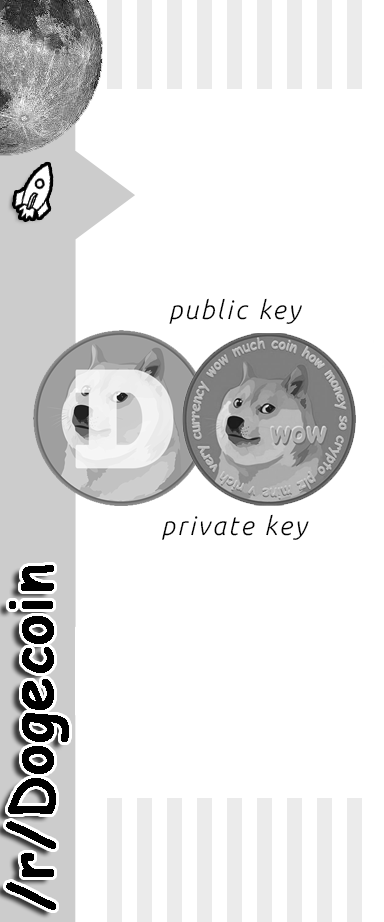 public key
D
very currency wow much coin how money so crypto plz mine v rich
wow
private key
/r/Dogecoin